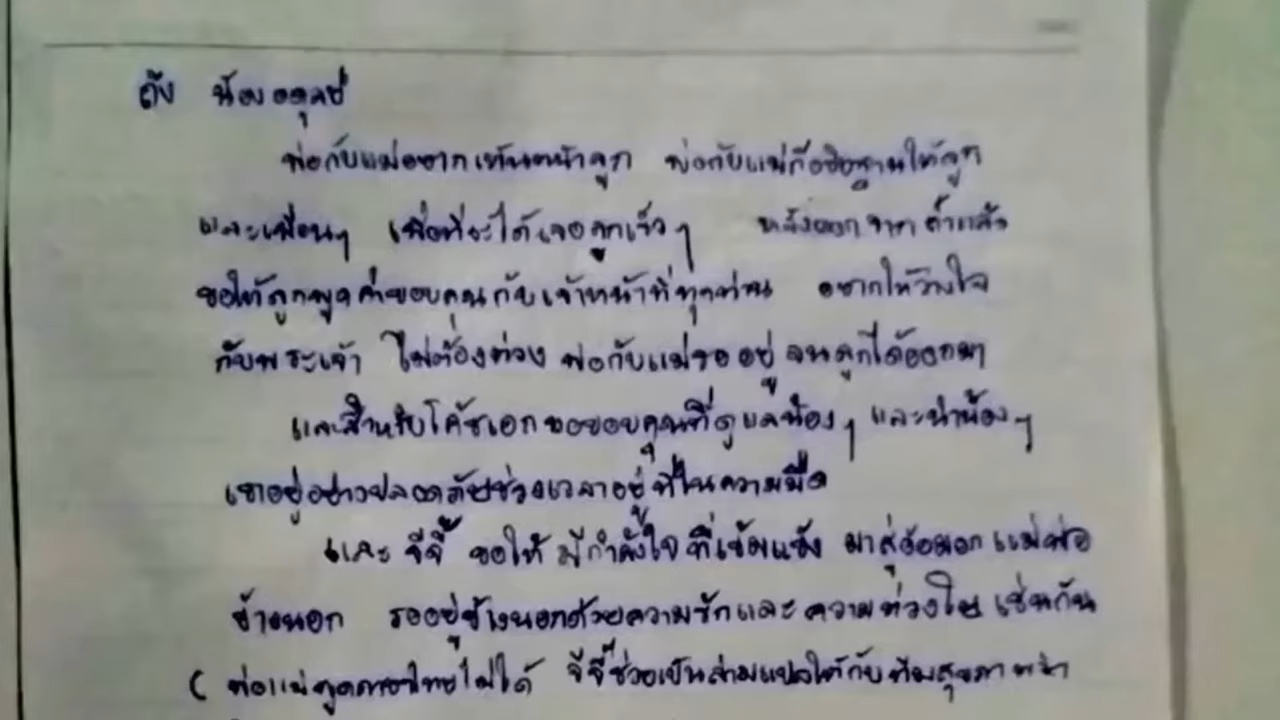 ถึง น้องอดุลย์
พ่อกับแม่อยากเห็นหน้าลูก พ่อกับแม่อธิษฐานให้ลูก
และเพื่อนๆ เพื่อที่จะได้เจอลูกเร็วๆ หลังออกจากถ้ำแล้ว
ขอให้ลูกพูดคำขอบคุณกับเจ้าหน้าที่ทุกท่าน อยากให้วางใจ
กับพระเจ้า ไม่ต้องห่วง พ่อกับแม่รออยู่ จนลูกได้ออกมา
และสำหรับโค้ชเอกขอขอบคุณที่ดูแลน้องๆ และนำน้องๆ
เขาอยู่อย่างปลอดภัยช่วงเวลาอยู่ที่ในความมืด
และ จีจี้ ขอให้ มีกำลังใจ ที่เข้มแข็ง มาสู่อ้อมอก แม่พ่อ
ข้างนอก รออยู่ข้างนอกด้วยความรักและความห่วงใย เช่นกัน
( พ่อแม่พูดภาษาไทยไม่ได้ จีจี้ช่วยเป็นล่ามแปลให้กับทีม